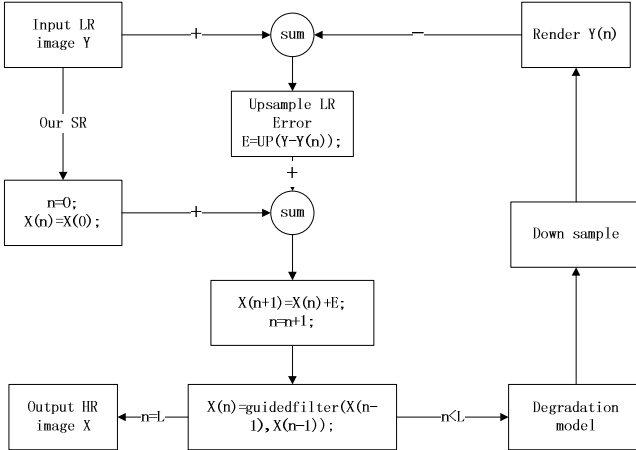 Input LR
image Y
+
sum
−
Render Y(n)
Our SR
Upsample LR
Error
E=UP(Y-Y(n));
+
n=0;
X(n)=X(0);
+
sum
Down sample
X(n+1)=X(n)+E;
n=n+1;
Output HR
image X
n=L
X(n)=guidedfilter(X(n-
1),X(n-1));
n<L
Degradation
model